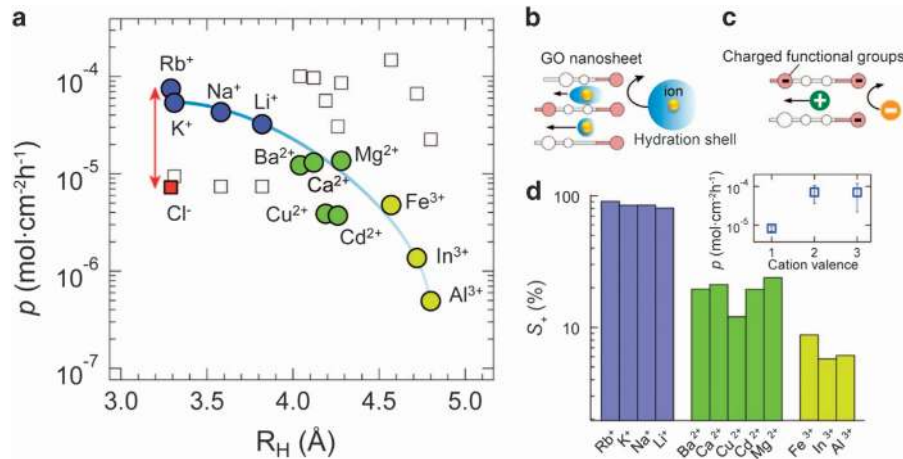 a
p (mol·cm⁻²h⁻¹)
10⁻⁴
10⁻⁵
10⁻⁶
10⁻⁷
3.0 3.5 4.0 4.5 5.0
R_H (Å)
Rb⁺
K⁺
Na⁺
Li⁺
Ba²⁺
Ca²⁺
Mg²⁺
Cu²⁺
Cd²⁺
Fe³⁺
In³⁺
Al³⁺
Cl⁻
b
GO nanosheet
ion
Hydration shell
c
Charged functional groups
− −
+ −
d
S₊ (%)
100
10
Rb⁺ K⁺ Na⁺ Li⁺ Ba²⁺ Ca²⁺ Cu²⁺ Cd²⁺ Mg²⁺ Fe³⁺ In³⁺ Al³⁺
p (mol·cm⁻²h⁻¹)
10⁻⁴
10⁻⁵
1 2 3
Cation valence